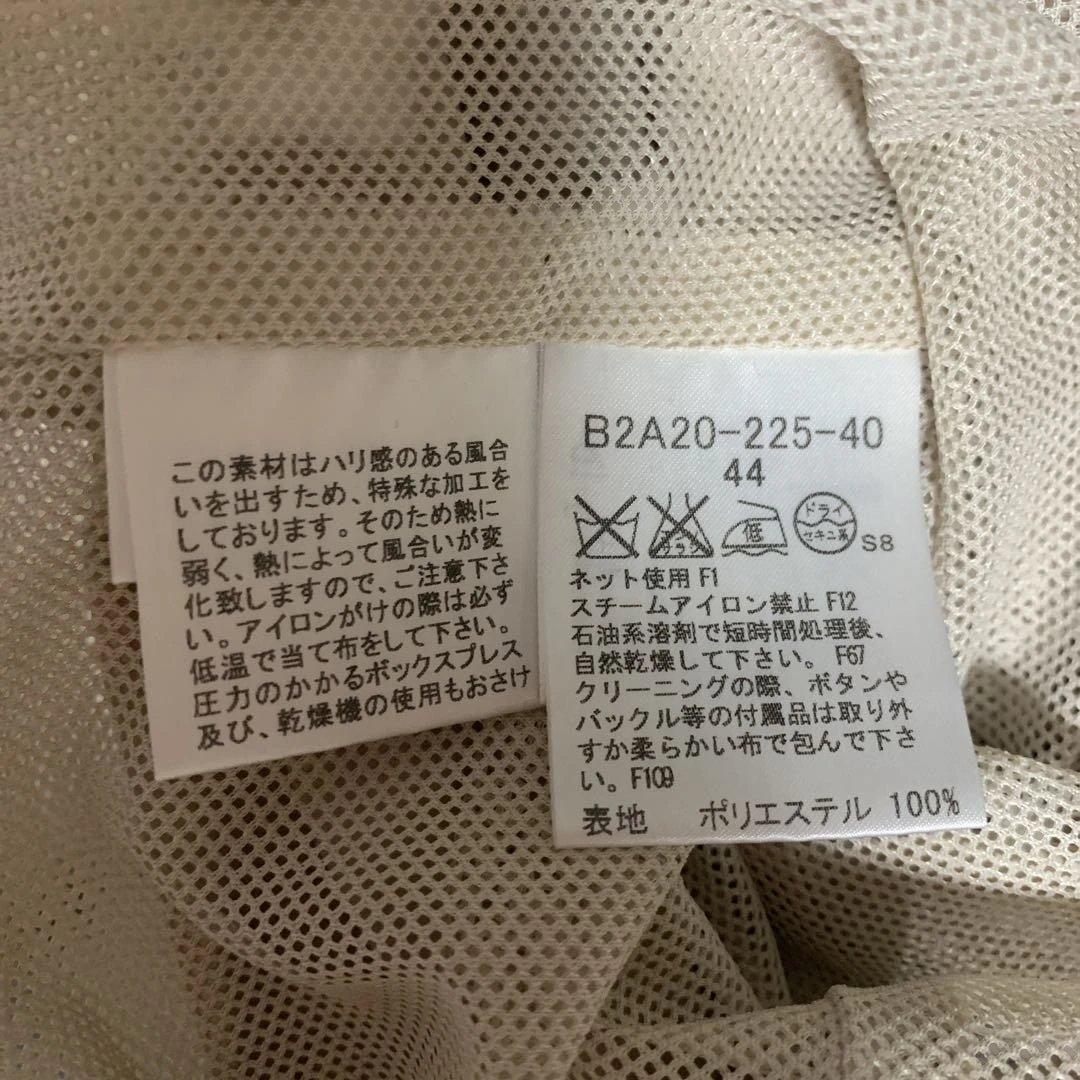 この素材はハリ感のある風合
いを出すため、特殊な加工を
しております。そのため熱に
弱く、熱によって風合いが変
化致しますので、ご注意下さ
い。アイロンがけの際は必ず
低温で当て布をして下さい。
圧力のかかるボックスプレス
及び、乾燥機の使用もおさけ
B2A20-225-40
44
エンソサラシ
低
ドライ
セキユ系
S8
ネット使用 F1
スチームアイロン禁止 F12
石油系溶剤で短時間処理後、
自然乾燥して下さい。 F67
クリーニングの際、ボタンや
バックル等の付属品は取り外
すか柔らかい布で包んで下さ
い。F109
表地 ポリエステル 100%